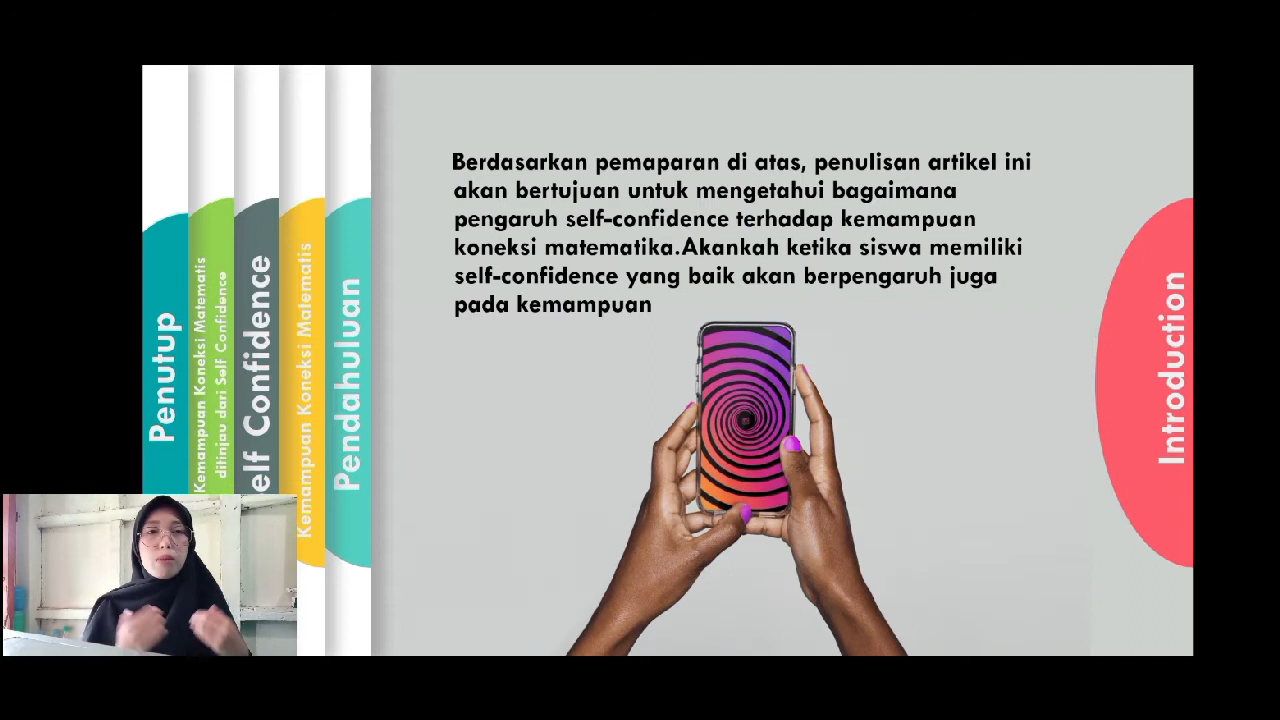 Penutup
Kemampuan Koneksi Matematis
ditinjau dari Self Confidence
elf Confidence
Kemampuan Koneksi Matematis
Pendahuluan
Berdasarkan pemaparan di atas, penulisan artikel ini
akan bertujuan untuk mengetahui bagaimana
pengaruh self-confidence terhadap kemampuan
koneksi matematika.Akankah ketika siswa memiliki
self-confidence yang baik akan berpengaruh juga
pada kemampuan
Introduction